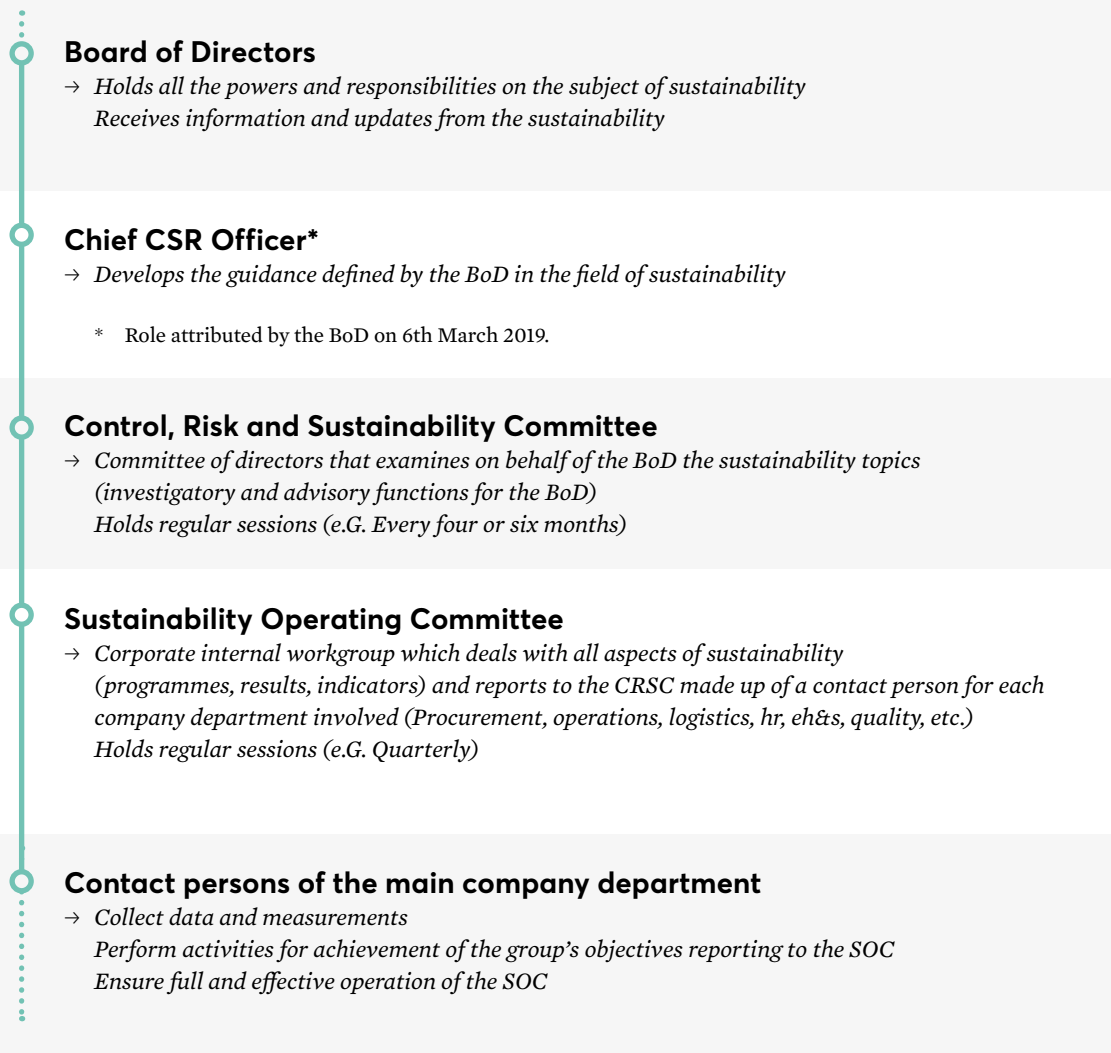 Board of Directors
→ Holds all the powers and responsibilities on the subject of sustainability
Receives information and updates from the sustainability
Chief CSR Officer*
→ Develops the guidance defined by the BoD in the field of sustainability
* Role attributed by the BoD on 6th March 2019.
Control, Risk and Sustainability Committee
→ Committee of directors that examines on behalf of the BoD the sustainability topics
(investigatory and advisory functions for the BoD)
Holds regular sessions (e.G. Every four or six months)
Sustainability Operating Committee
→ Corporate internal workgroup which deals with all aspects of sustainability
(programmes, results, indicators) and reports to the CRSC made up of a contact person for each
company department involved (Procurement, operations, logistics, hr, eh&s, quality, etc.)
Holds regular sessions (e.G. Quarterly)
Contact persons of the main company department
→ Collect data and measurements
Perform activities for achievement of the group’s objectives reporting to the SOC
Ensure full and effective operation of the SOC